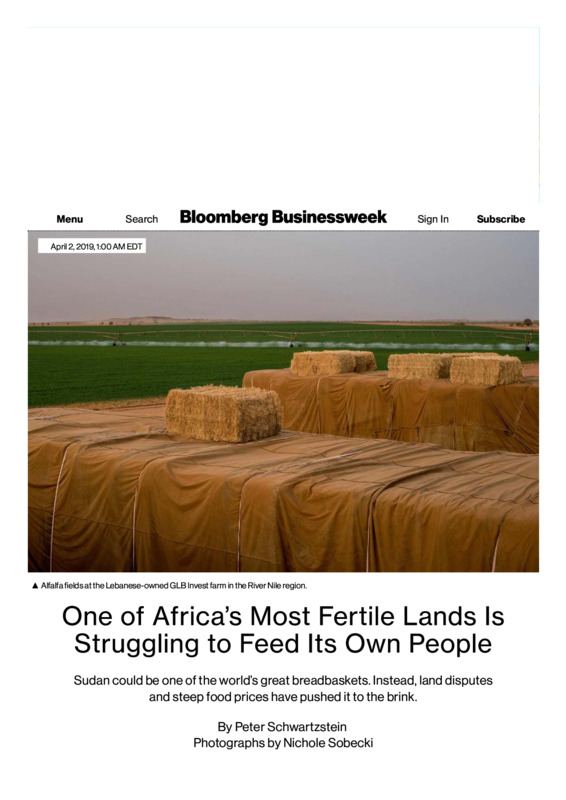 Menu Search Bloomberg Businessweek Sign In Subscribe
April 2, 2019, 1:00 AM EDT
▲ Alfalfa fields at the Lebanese-owned GLB Invest farm in the River Nile region.
One of Africa's Most Fertile Lands Is
Struggling to Feed Its Own People
Sudan could be one of the world's great breadbaskets. Instead, land disputes
and steep food prices have pushed it to the brink.
By Peter Schwartzstein
Photographs by Nichole Sobecki